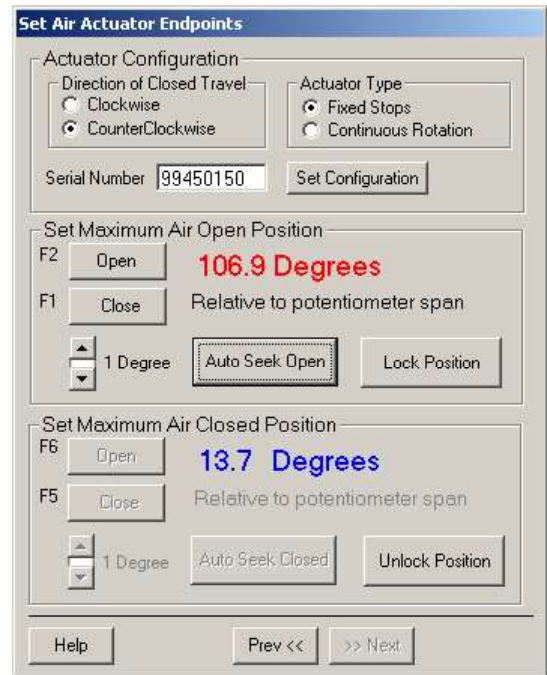 Set Air Actuator Endpoints
Actuator Configuration
Direction of Closed Travel
Clockwise
CounterClockwise
Actuator Type
Fixed Stops
Continuous Rotation
Serial Number 99450150 Set Configuration
Set Maximum Air Open Position
F2 Open 106.9 Degrees
F1 Close Relative to potentiometer span
1 Degree Auto Seek Open Lock Position
Set Maximum Air Closed Position
F6 Open 13.7 Degrees
F5 Close Relative to potentiometer span
1 Degree Auto Seek Closed Unlock Position
Help Prev << >> Next